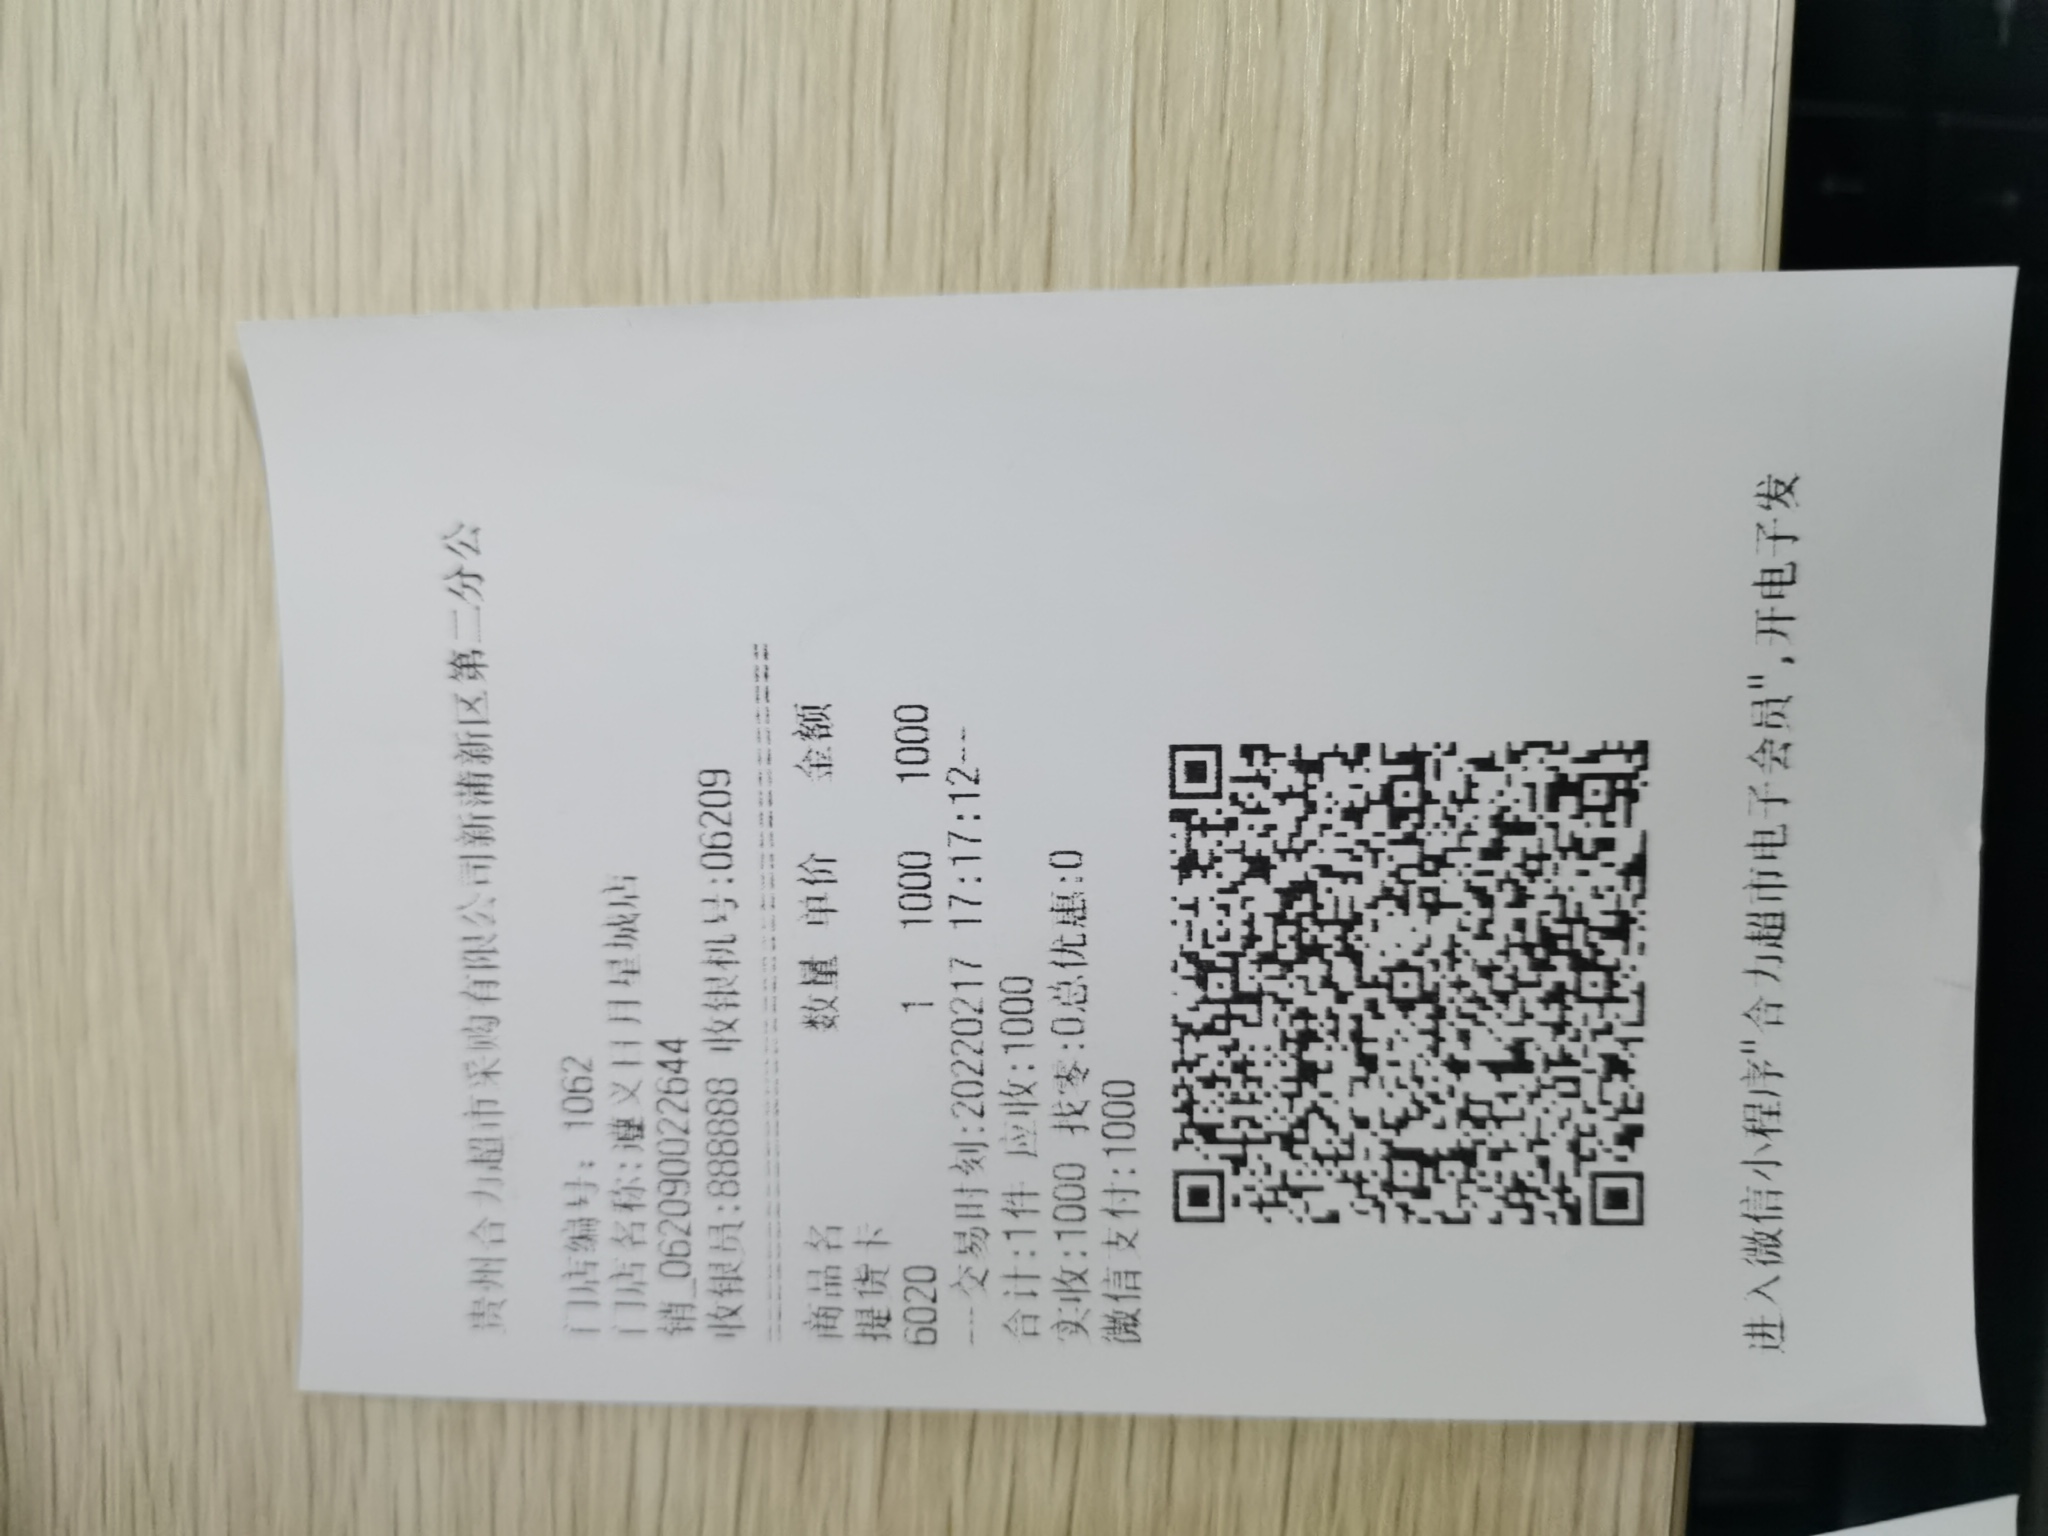 贵州合力超市采购有限公司新蒲新区第二分公
门店编号: 1062
门店名称:遵义日月星城店
销_0620900022644
收银员:888888 收银机号:06209
================================
商品名 数量 单价 金额
提货卡
6020 1 1000 1000
---交易时刻:20220217 17:17:12---
合计:1件 应收:1000
实收:1000 找零:0总优惠:0
微信支付:1000
进入微信小程序"合力超市电子会员",开电子发